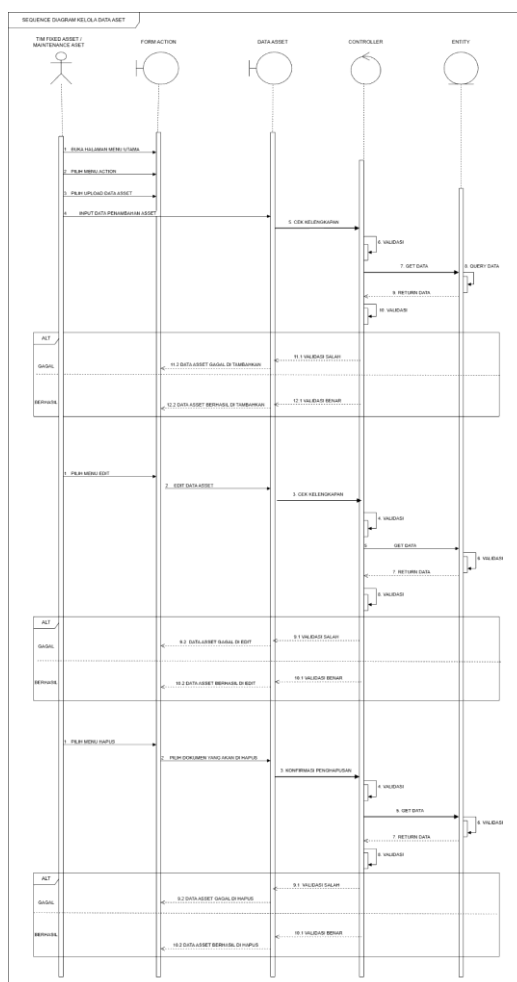 SEQUENCE DIAGRAM KELOLA DATA ASET
TIM FIXED ASSET /
MAINTENANCE ASET
FORM ACTION
DATA ASSET
CONTROLLER
ENTITY
1 BUKA HALAMAN MENU UTAMA
2. PILIH MENU ACTION
3. PILIH UPLOAD DATA ASSET
4 INPUT DATA PENAMBAHAN ASSET
5. CEK KELENGKAPAN
6. VALIDASI
7. GET DATA
8. QUERY DATA
9. RETURN DATA
10. VALIDASI
ALT
GAGAL
11.1 VALIDASI SALAH
11.2 DATA ASSET GAGAL DI TAMBAHKAN
BERHASIL
12.1 VALIDASI BENAR
12.2 DATA ASSET BERHASIL DI TAMBAHKAN
1. PILIH MENU EDIT
2. EDIT DATA ASSET
3. CEK KELENGKAPAN
4. VALIDASI
GET DATA
6. VALIDASI
7. RETURN DATA
8. VALIDASI
ALT
GAGAL
9.1 VALIDASI SALAH
9.2 DATA ASSET GAGAL DI EDIT
BERHASIL
10.1 VALIDASI BENAR
10.2 DATA ASSET BERHASIL DI EDIT
1. PILIH MENU HAPUS
2. PILIH DOKUMEN YANG AKAN DI HAPUS
3. KONFIRMASI PENGHAPUSAN
4. VALIDASI
5. GET DATA
6. VALIDASI
7. RETURN DATA
8. VALIDASI
ALT
GAGAL
9.1 VALIDASI SALAH
9.2 DATA ASSET GAGAL DI HAPUS
BERHASIL
10.1 VALIDASI BENAR
10.2 DATA ASSET BERHASIL DI HAPUS